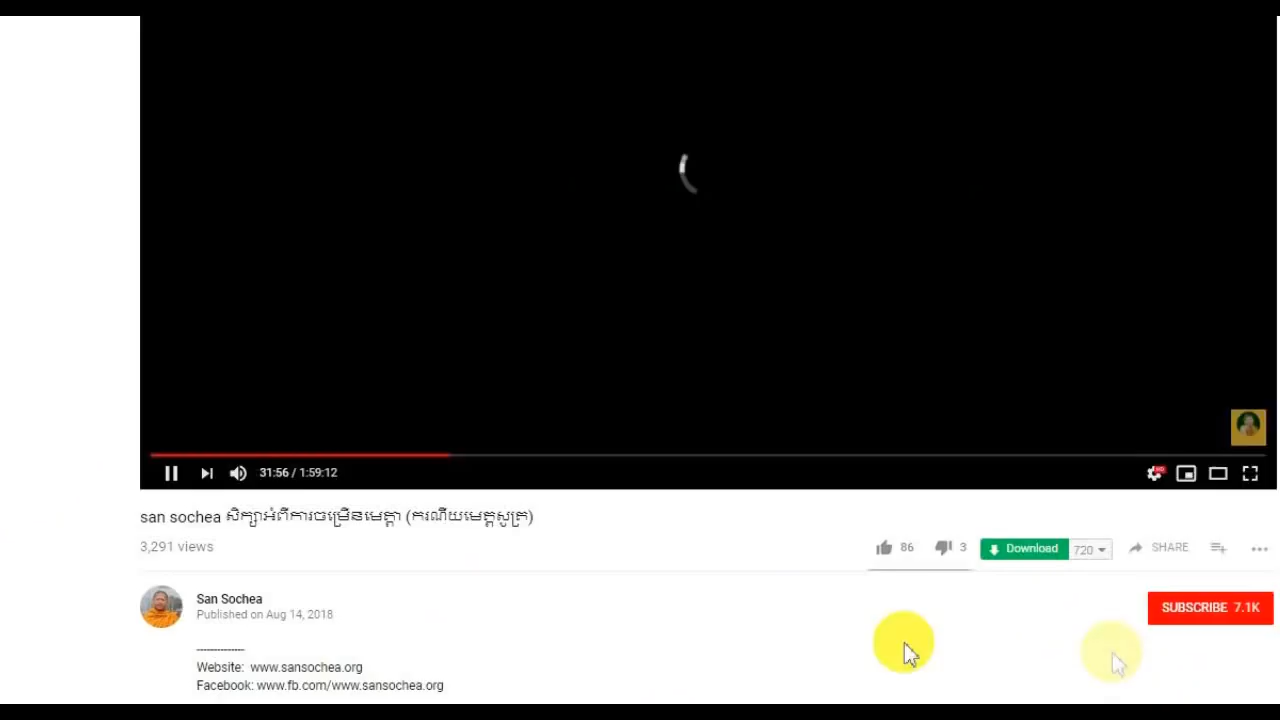 31:56 / 1:59:12
HD
san sochea សិក្សាអំពីការចម្រើនមេត្តា (ករណីយមេត្តសូត្រ)
3,291 views
86 3 Download 720 SHARE
San Sochea
SUBSCRIBE 7.1K
Published on Aug 14, 2018
--------------
Website: www.sansochea.org
Facebook: www.fb.com/www.sansochea.org